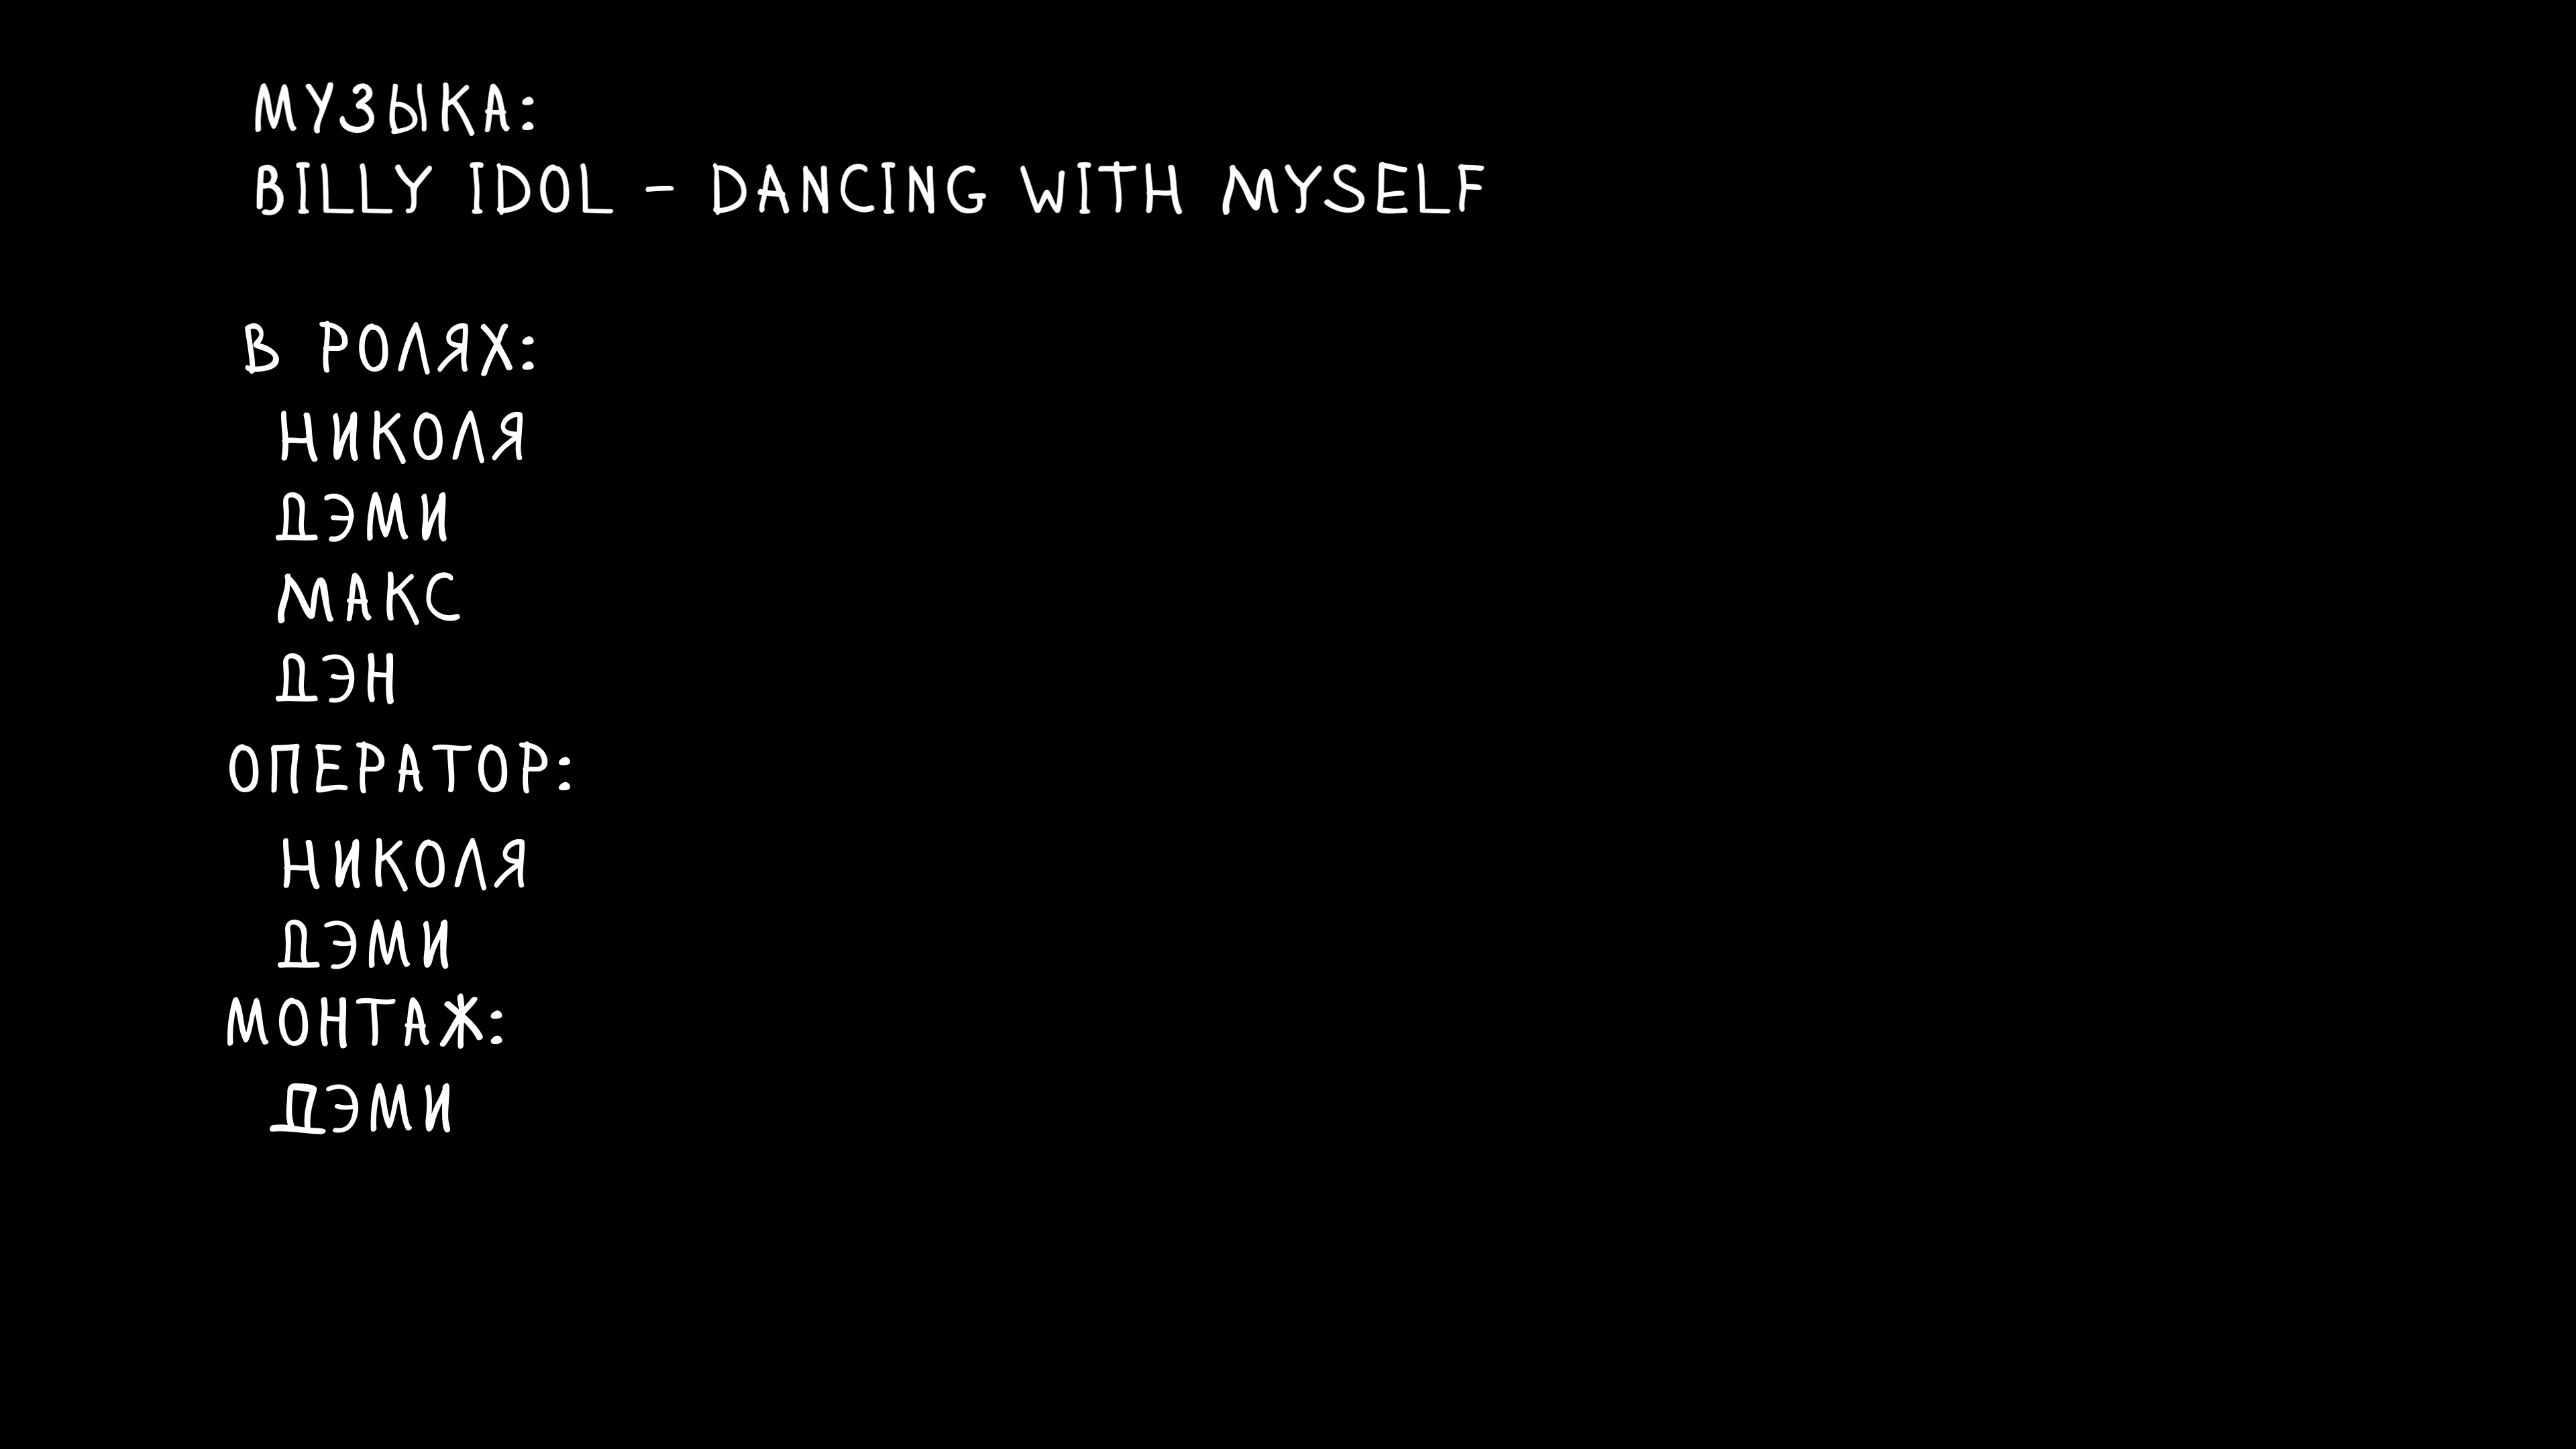 МУЗЫКА:
BILLY IDOL - DANCING WITH MYSELF
В РОЛЯХ:
НИКОЛЯ
ДЭМИ
МАКС
ДЭН
ОПЕРАТОР:
НИКОЛЯ
ДЭМИ
МОНТАЖ:
ДЭМИ